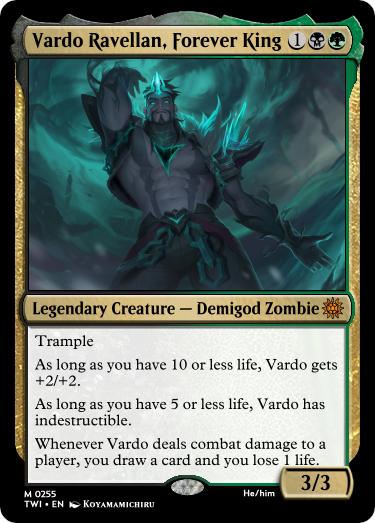 Vardo Ravellan, Forever King 1
Legendary Creature — Demigod Zombie
Trample
As long as you have 10 or less life, Vardo gets
+2/+2.
As long as you have 5 or less life, Vardo has
indestructible.
Whenever Vardo deals combat damage to a
player, you draw a card and you lose 1 life.
3/3
M 0255
TWI • EN Koyamamichiru
He/him